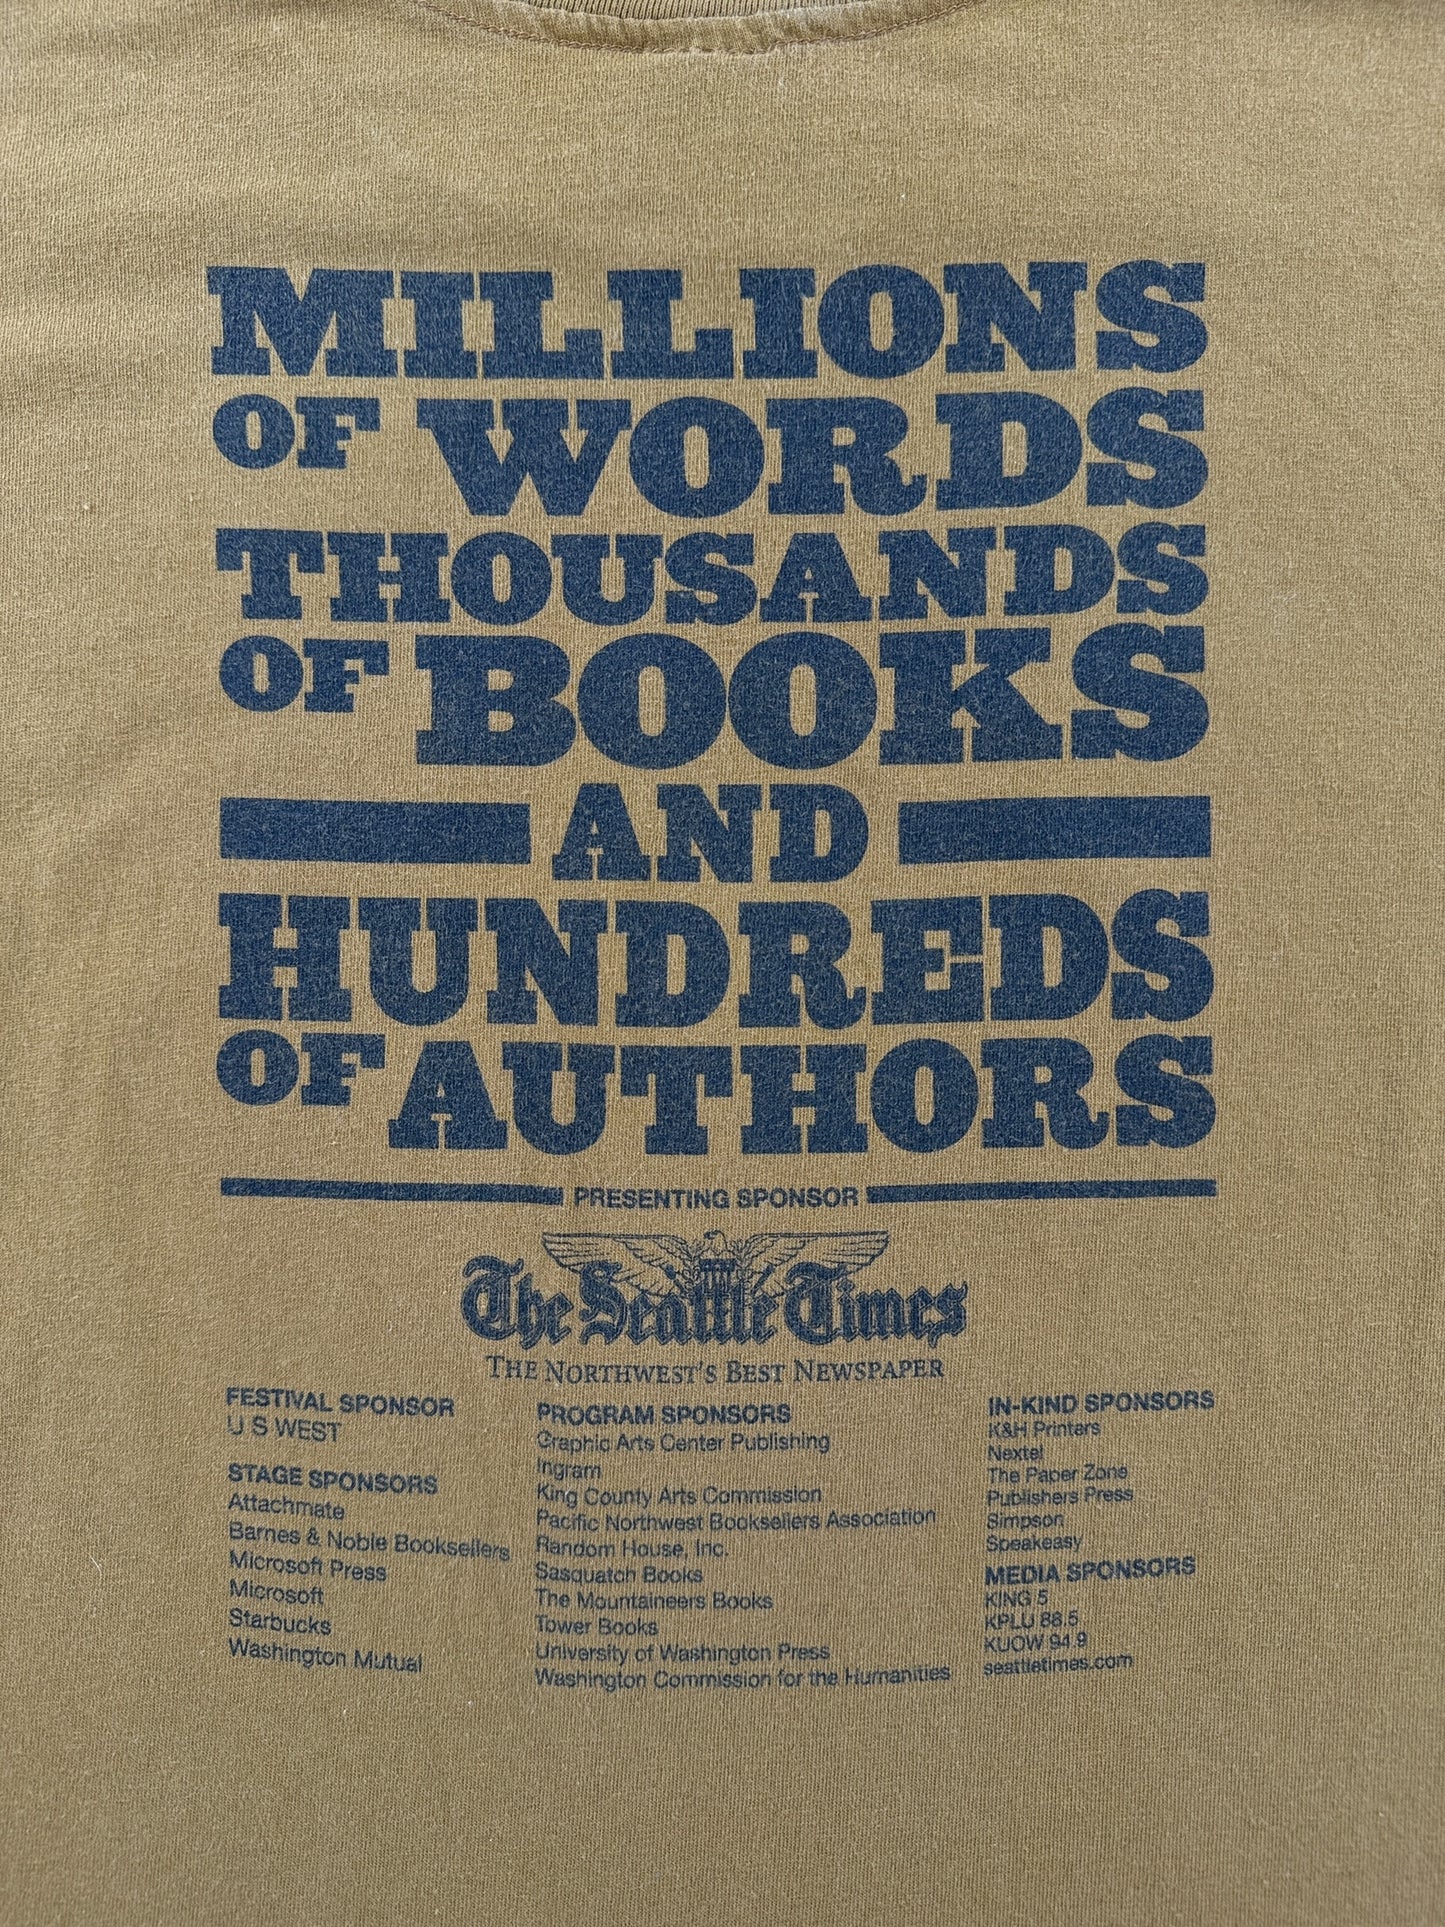 MILLIONS
OF WORDS
THOUSANDS
OF BOOKS
AND
HUNDREDS
OF AUTHORS
PRESENTING SPONSOR
The Seattle Times
THE NORTHWEST'S BEST NEWSPAPER
FESTIVAL SPONSOR
U S WEST
STAGE SPONSORS
Attachmate
Barnes & Noble Booksellers
Microsoft Press
Microsoft
Starbucks
Washington Mutual
PROGRAM SPONSORS
Graphic Arts Center Publishing
Ingram
King County Arts Commission
Pacific Northwest Booksellers Association
Random House, Inc.
Sasquatch Books
The Mountaineers Books
Tower Books
University of Washington Press
Washington Commission for the Humanities
IN-KIND SPONSORS
K&H Printers
Nextel
The Paper Zone
Publishers Press
Simpson
Speakeasy
MEDIA SPONSORS
KING 5
KPLU 88.5
KUOW 94.9
seattletimes.com